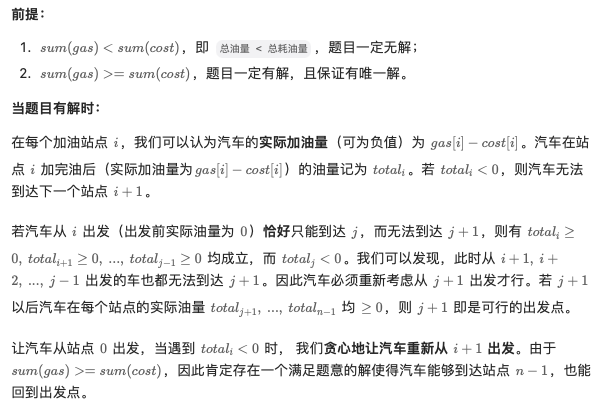 前提：
1. sum(gas) < sum(cost)，即 总油量 < 总耗油量 ，题目一定无解；
2. sum(gas) >= sum(cost)，题目一定有解，且保证有唯一解。
当题目有解时：
在每个加油站点 i，我们可以认为汽车的实际加油量（可为负值）为 gas[i] − cost[i]。汽车在站
点 i 加完油后（实际加油量为 gas[i] − cost[i]）的油量记为 total_i。若 total_i < 0，则汽车无法
到达下一个站点 i + 1。
若汽车从 i 出发（出发前实际油量为 0）恰好只能到达 j，而无法到达 j + 1，则有 total_i ≥
0, total_{i+1} ≥ 0, ..., total_{j−1} ≥ 0 均成立，而 total_j < 0。我们可以发现，此时从 i + 1, i +
2, ..., j − 1 出发的车也都无法到达 j + 1。因此汽车必须重新考虑从 j + 1 出发才行。若 j + 1
以后汽车在每个站点的实际油量 total_{j+1}, ..., total_{n−1} 均 ≥ 0，则 j + 1 即是可行的出发点。
让汽车从站点 0 出发，当遇到 total_i < 0 时， 我们贪心地让汽车重新从 i + 1 出发。由于
sum(gas) >= sum(cost)，因此肯定存在一个满足题意的解使得汽车能够到达站点 n − 1，也能
回到出发点。